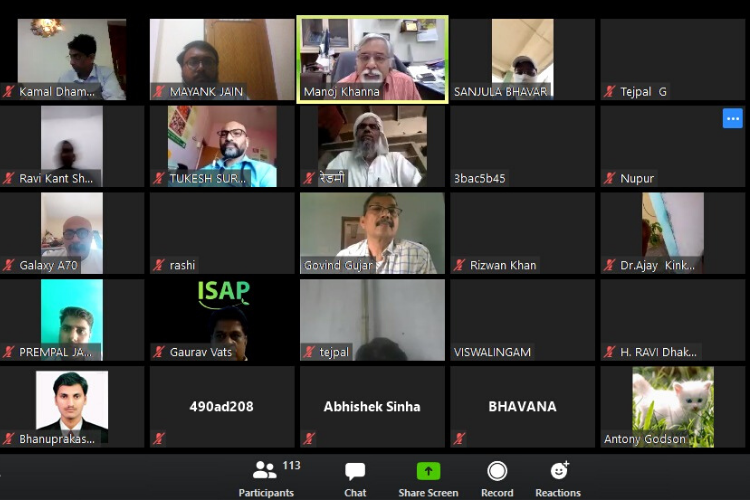 Kamal Dham...
MAYANK JAIN
Manoj Khanna
SANJULA BHAVAR
Tejpal G
Ravi Kant Sh...
TUKESH SUR...
रेडनी
3bac5b45
Nupur
Galaxy A70
rashi
Govind Gujar
Rizwan Khan
Dr.Ajay Kink...
PREMPAL JA...
ISAP
Gaurav Vats
tejpal
VISWALINGAM
H. RAVI Dhak...
Bhanuprakas...
490ad208
Abhishek Sinha
BHAVANA
Antony Godson
Participants 113
Chat
Share Screen
Record
Reactions